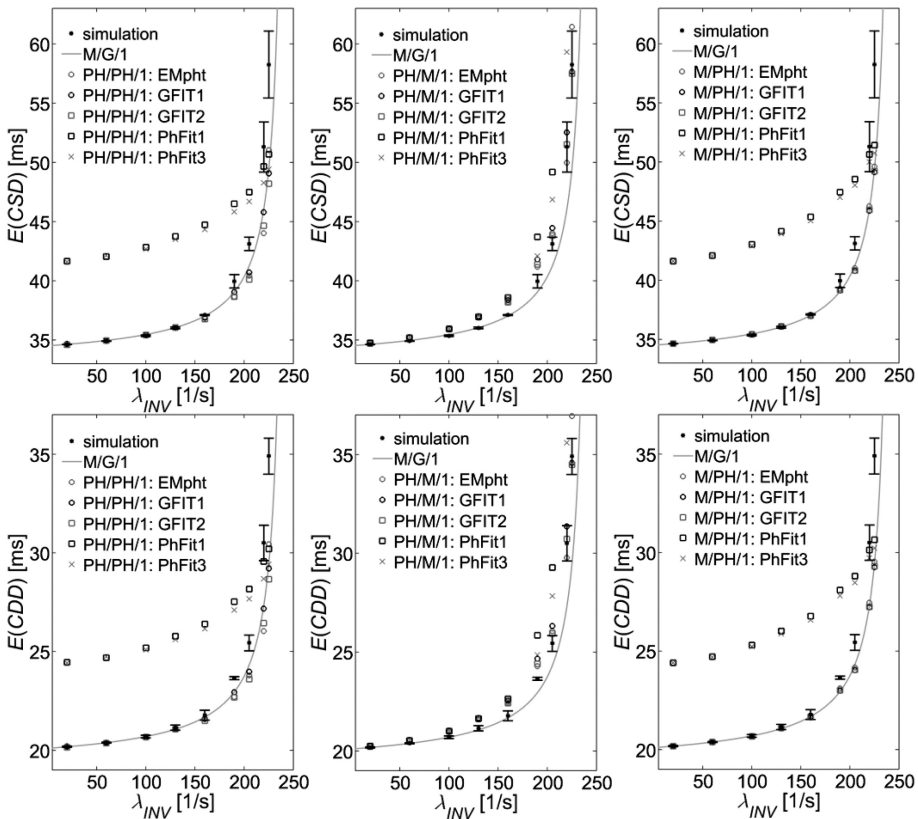 60
55
50
45
40
35
E(CSD) [ms]
simulation
M/G/1
PH/PH/1: EMpht
PH/PH/1: GFIT1
PH/PH/1: GFIT2
PH/PH/1: PhFit1
PH/PH/1: PhFit3
50 100 150 200 250
λINV [1/s]
60
55
50
45
40
35
E(CSD) [ms]
simulation
M/G/1
PH/M/1: EMpht
PH/M/1: GFIT1
PH/M/1: GFIT2
PH/M/1: PhFit1
PH/M/1: PhFit3
50 100 150 200 250
λINV [1/s]
60
55
50
45
40
35
E(CSD) [ms]
simulation
M/G/1
M/PH/1: EMpht
M/PH/1: GFIT1
M/PH/1: GFIT2
M/PH/1: PhFit1
M/PH/1: PhFit3
50 100 150 200 250
λINV [1/s]
35
30
25
20
E(CDD) [ms]
simulation
M/G/1
PH/PH/1: EMpht
PH/PH/1: GFIT1
PH/PH/1: GFIT2
PH/PH/1: PhFit1
PH/PH/1: PhFit3
50 100 150 200 250
λINV [1/s]
35
30
25
20
E(CDD) [ms]
simulation
M/G/1
PH/M/1: EMpht
PH/M/1: GFIT1
PH/M/1: GFIT2
PH/M/1: PhFit1
PH/M/1: PhFit3
50 100 150 200 250
λINV [1/s]
35
30
25
20
E(CDD) [ms]
simulation
M/G/1
M/PH/1: EMpht
M/PH/1: GFIT1
M/PH/1: GFIT2
M/PH/1: PhFit1
M/PH/1: PhFit3
50 100 150 200 250
λINV [1/s]